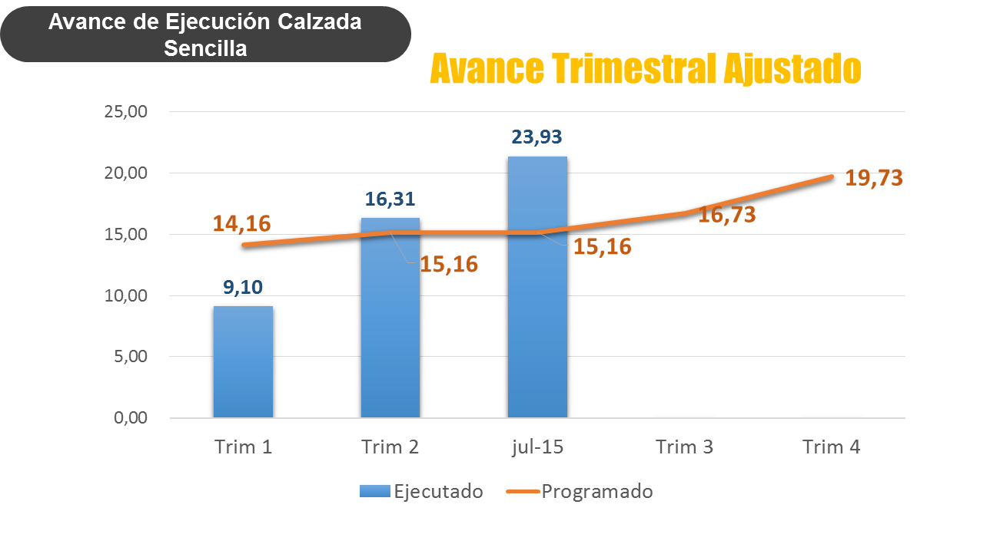 Avance de Ejecución Calzada
Sencilla
Avance Trimestral Ajustado
25,00
20,00
15,00
10,00
5,00
0,00
23,93
16,31
9,10
14,16
15,16
15,16
16,73
19,73
Trim 1
Trim 2
jul-15
Trim 3
Trim 4
Ejecutado
Programado